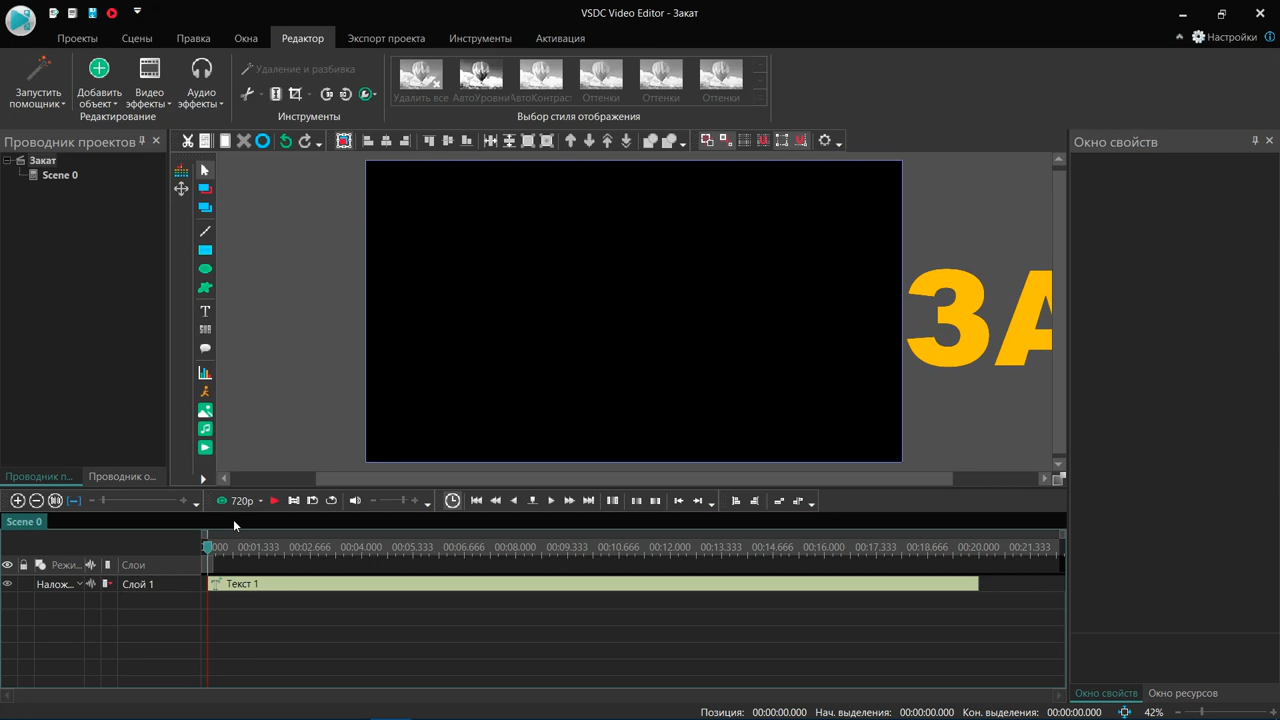 VSDC Video Editor - Закат
Проекты
Сцены
Правка
Окна
Редактор
Экспорт проекта
Инструменты
Активация
Настройки
Запустить помощник
Добавить объект
Видео эффекты
Аудио эффекты
Редактирование
Удаление и разбивка
Инструменты
Удалить все
АвтоУровни
АвтоКонтраст
Оттенки
Оттенки
Оттенки
Выбор стиля отображения
Проводник проектов
Закат
Scene 0
Проводник п...
Проводник о...
ЗА
Окно свойств
720p
Scene 0
000 00:01.333 00:02.666 00:04.000 00:05.333 00:06.666 00:08.000 00:09.333 00:10.666 00:12.000 00:13.333 00:14.666 00:16.000 00:17.333 00:18.666 00:20.000 00:21.333
Режи...
Слои
Налож...
Слой 1
Текст 1
Окно свойств
Окно ресурсов
Позиция: 00:00:00.000 Нач. выделения: 00:00:00.000 Кон. выделения: 00:00:00.000 42%